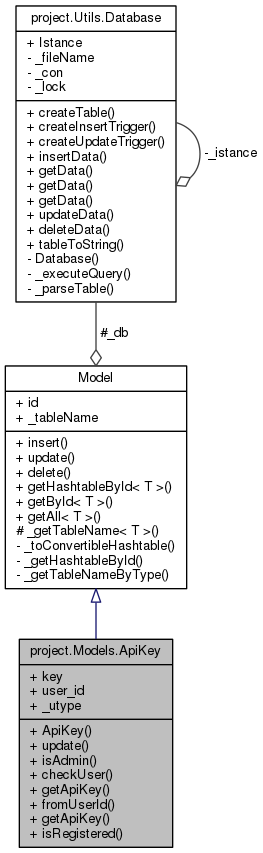 project.Utils.Database
+ Istance
- _fileName
- _con
- _lock
+ createTable()
+ createInsertTrigger()
+ createUpdateTrigger()
+ insertData()
+ getData()
+ getData()
+ getData()
+ updateData()
+ deleteData()
+ tableToString()
- Database()
- _executeQuery()
- _parseTable()
-_istance
#_db
Model
+ id
+ _tableName
+ insert()
+ update()
+ delete()
+ getHashtableById< T >()
+ getById< T >()
+ getAll< T >()
# _getTableName< T >()
- _toConvertibleHashtable()
- _getHashtableById()
- _getTableNameByType()
project.Models.ApiKey
+ key
+ user_id
+ _utype
+ ApiKey()
+ update()
+ isAdmin()
+ checkUser()
+ getApiKey()
+ fromUserId()
+ getApiKey()
+ isRegistered()